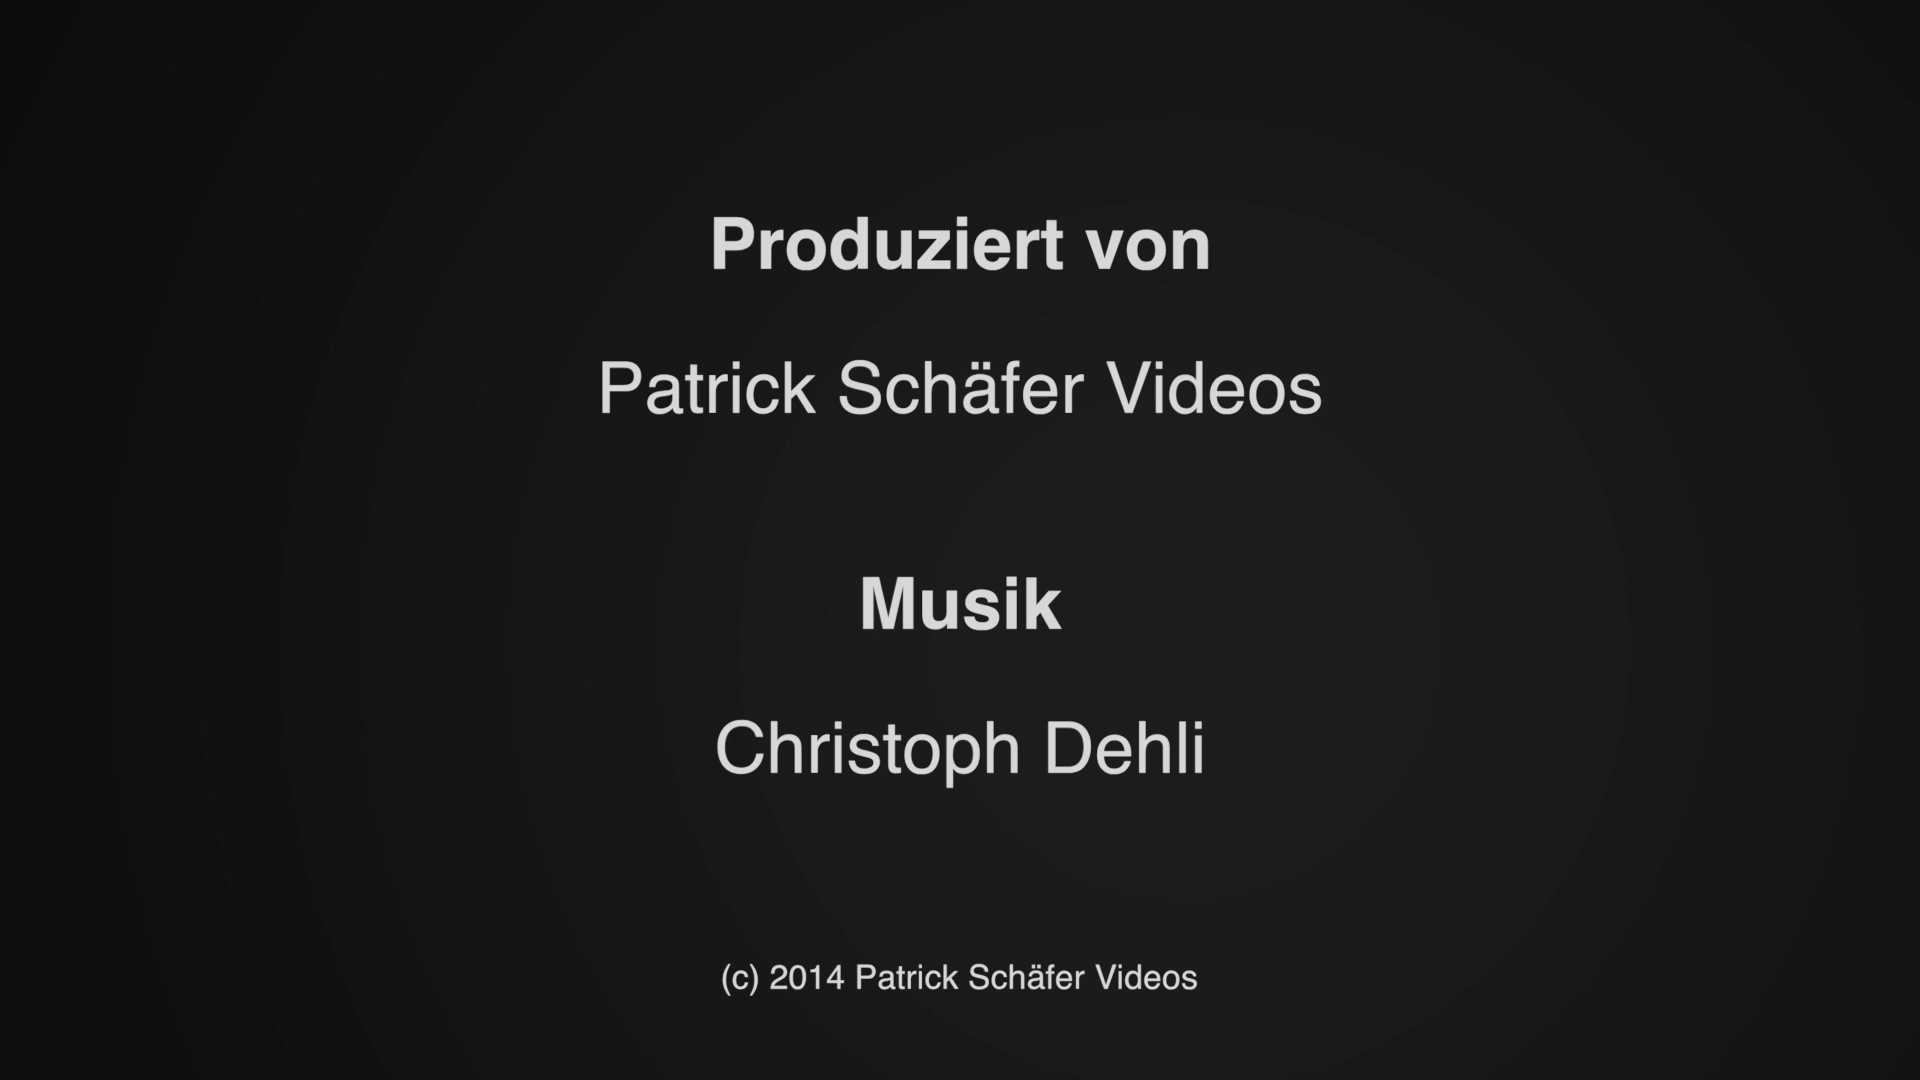 Produziert von
Patrick Schäfer Videos
Musik
Christoph Dehli
(c) 2014 Patrick Schäfer Videos